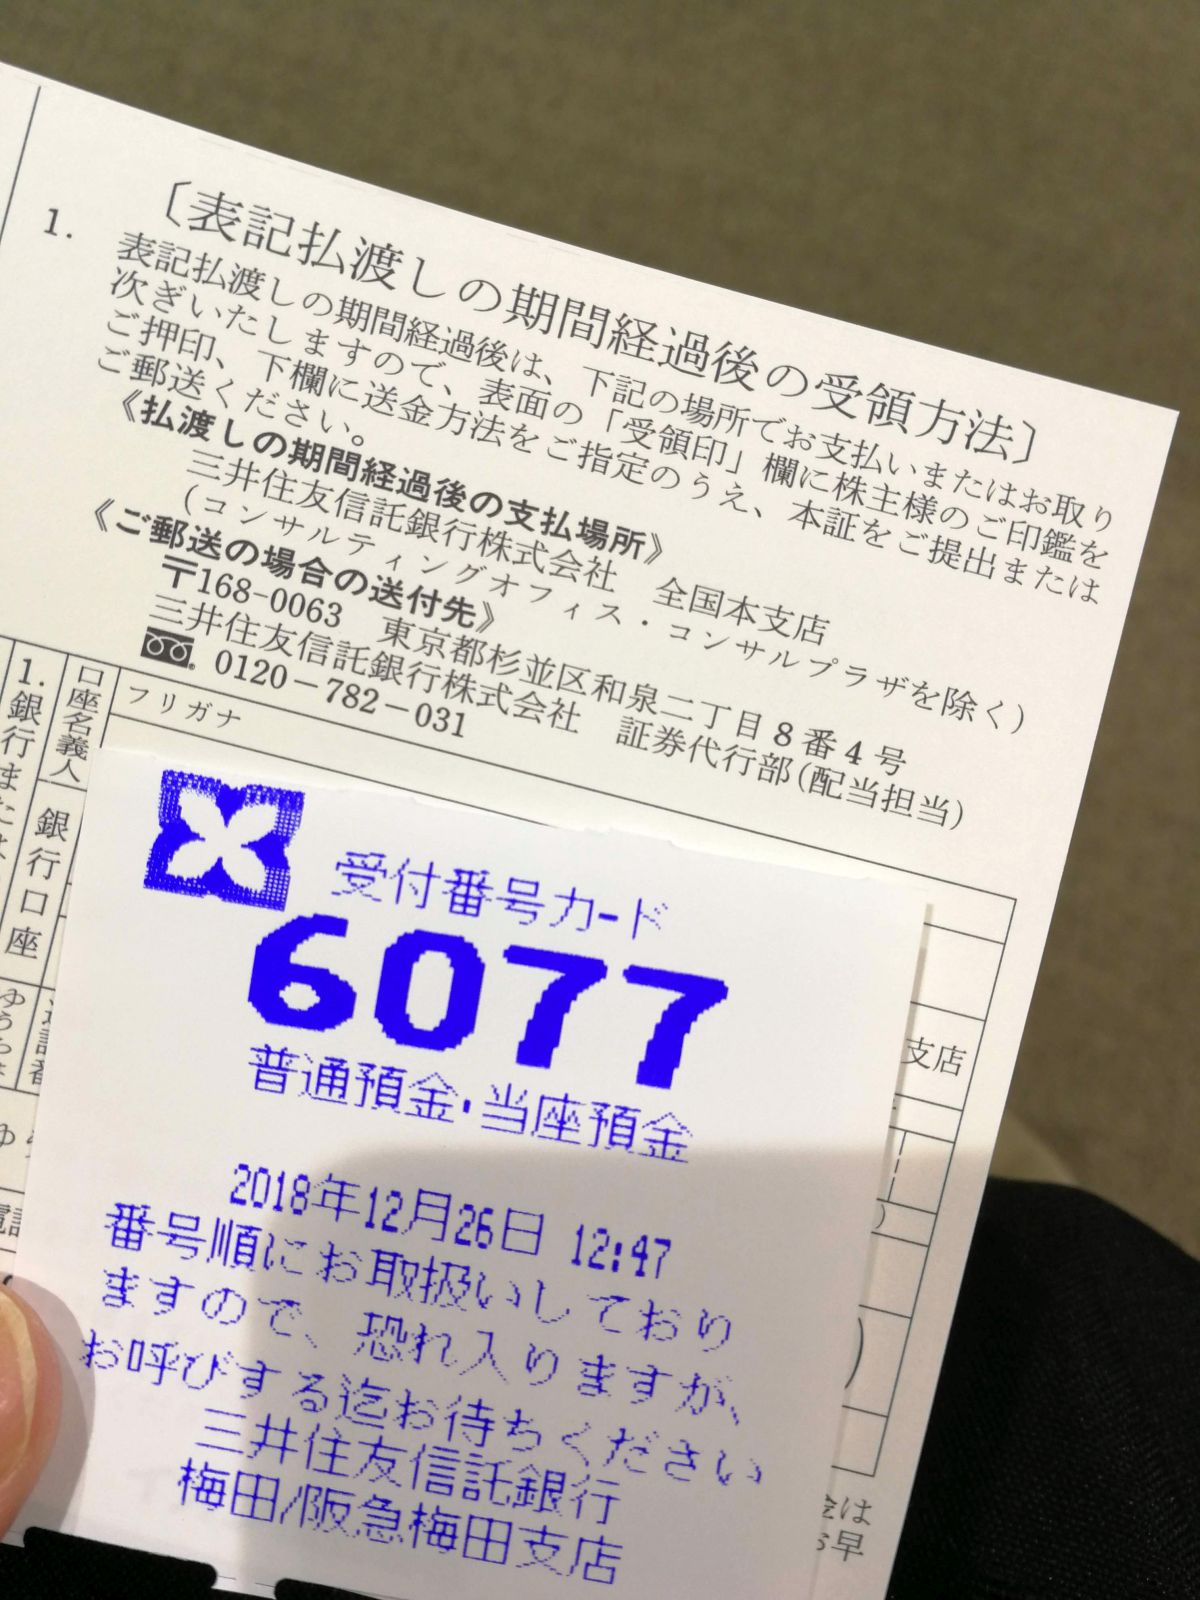 〔表記払渡しの期間経過後の受領方法〕
1. 表記払渡しの期間経過後は、下記の場所でお支払いまたはお取り
次ぎいたしますので、表面の「受領印」欄に株主様のご印鑑を
ご押印、下欄に送金方法をご指定のうえ、本証をご提出または
ご郵送ください。
《払渡しの期間経過後の支払場所》
三井住友信託銀行株式会社 全国本支店
(コンサルティングオフィス・コンサルプラザを除く)
《ご郵送の場合の送付先》
〒168-0063 東京都杉並区和泉二丁目8番4号
三井住友信託銀行株式会社 証券代行部(配当担当)
0120-782-031
1. 銀行または
口座名義人
フリガナ
銀行口座
支店
受付番号カード
6077
普通預金・当座預金
2018年12月26日 12:47
番号順にお取扱いしており
ますので、恐れ入りますが、
お呼びする迄お待ちください
三井住友信託銀行
梅田/阪急梅田支店